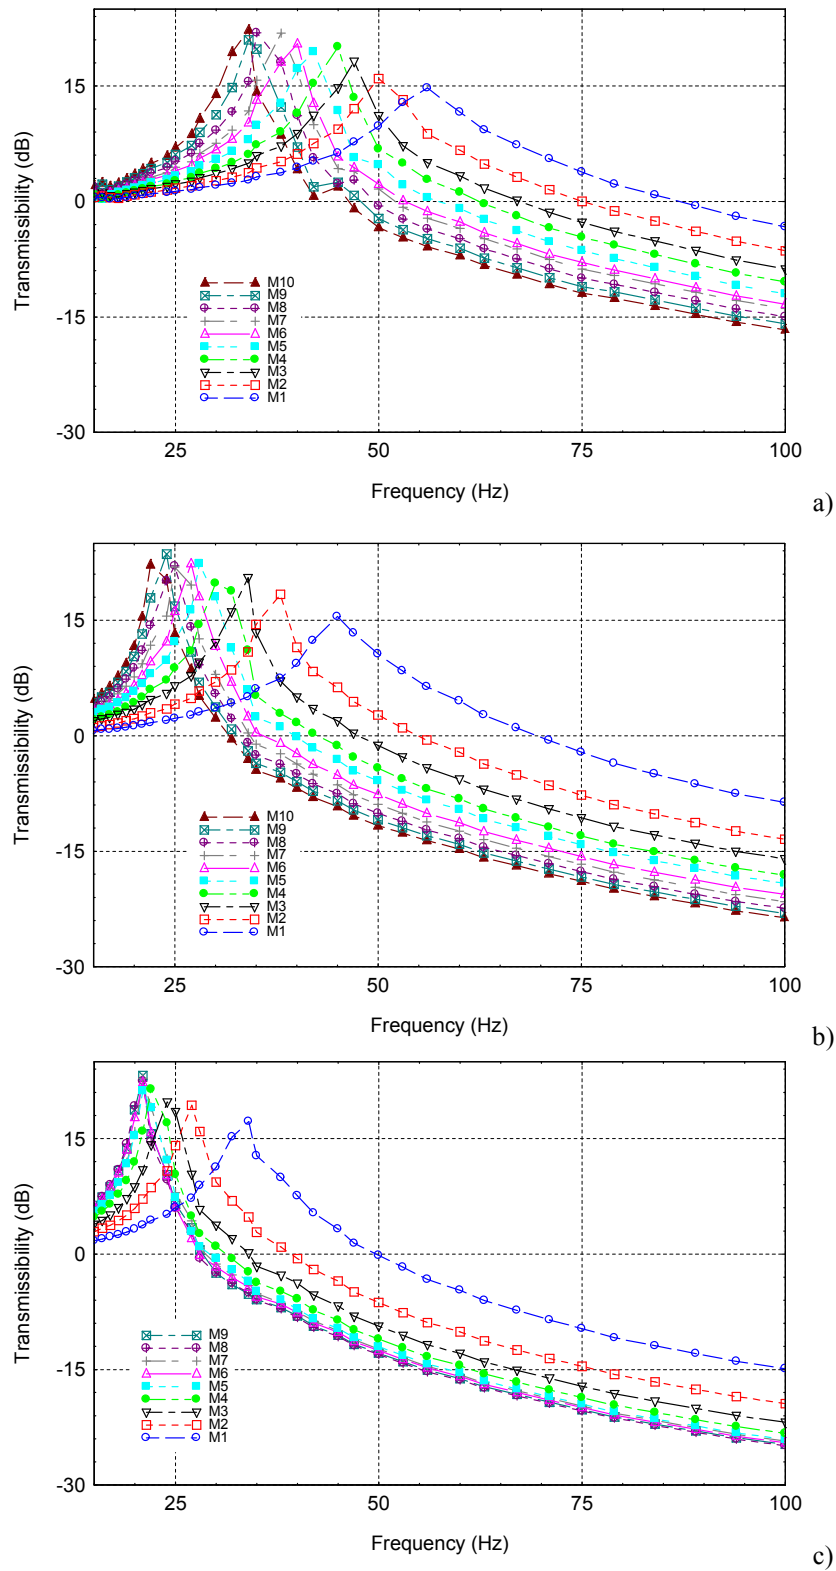 15
0
-15
-30
Transmissibility (dB)
M10
M9
M8
M7
M6
M5
M4
M3
M2
M1
25 50 75 100
Frequency (Hz)
a)
15
0
-15
-30
Transmissibility (dB)
M10
M9
M8
M7
M6
M5
M4
M3
M2
M1
25 50 75 100
Frequency (Hz)
b)
15
0
-15
-30
Transmissibility (dB)
M9
M8
M7
M6
M5
M4
M3
M2
M1
25 50 75 100
Frequency (Hz)
c)